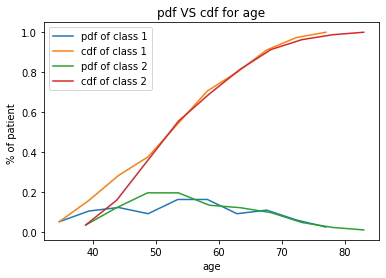 pdf VS cdf for age
pdf of class 1
cdf of class 1
pdf of class 2
cdf of class 2
1.0
0.8
0.6
0.4
0.2
0.0
% of patient
40 50 60 70 80
age